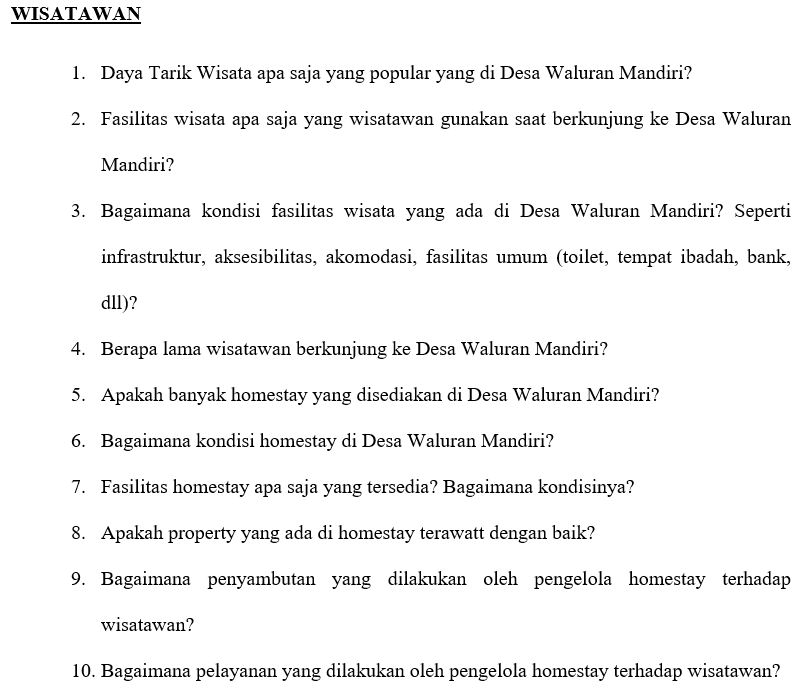 WISATAWAN
1. Daya Tarik Wisata apa saja yang popular yang di Desa Waluran Mandiri?
2. Fasilitas wisata apa saja yang wisatawan gunakan saat berkunjung ke Desa Waluran
Mandiri?
3. Bagaimana kondisi fasilitas wisata yang ada di Desa Waluran Mandiri? Seperti
infrastruktur, aksesibilitas, akomodasi, fasilitas umum (toilet, tempat ibadah, bank,
dll)?
4. Berapa lama wisatawan berkunjung ke Desa Waluran Mandiri?
5. Apakah banyak homestay yang disediakan di Desa Waluran Mandiri?
6. Bagaimana kondisi homestay di Desa Waluran Mandiri?
7. Fasilitas homestay apa saja yang tersedia? Bagaimana kondisinya?
8. Apakah property yang ada di homestay terawatt dengan baik?
9. Bagaimana penyambutan yang dilakukan oleh pengelola homestay terhadap
wisatawan?
10. Bagaimana pelayanan yang dilakukan oleh pengelola homestay terhadap wisatawan?